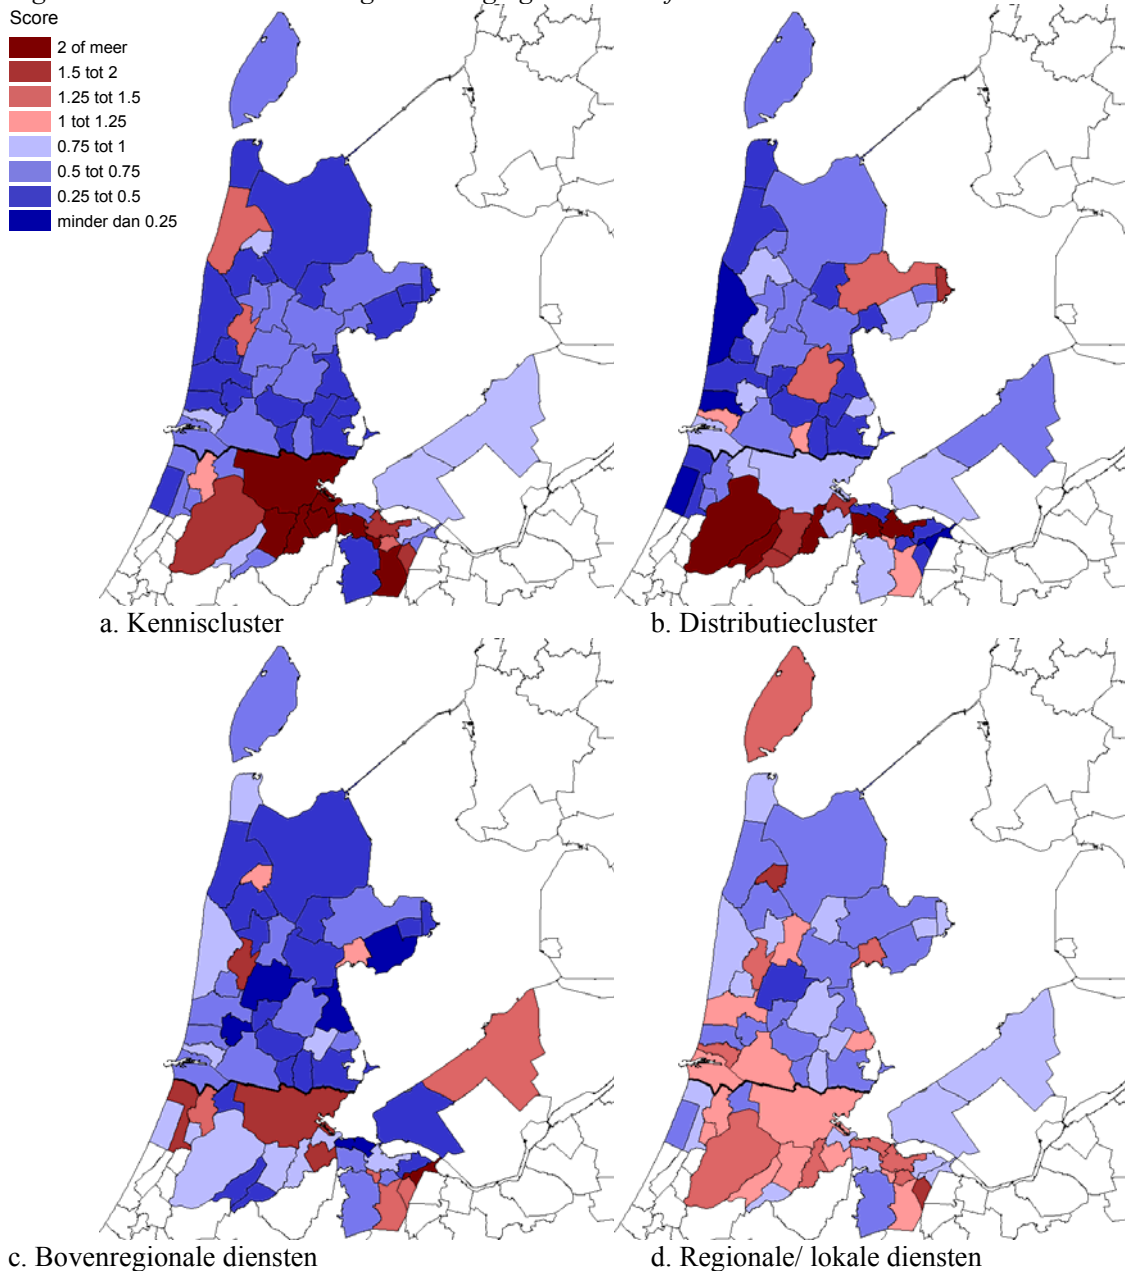 Score
2 of meer
1.5 tot 2
1.25 tot 1.5
1 tot 1.25
0.75 tot 1
0.5 tot 0.75
0.25 tot 0.5
minder dan 0.25
a. Kenniscluster
b. Distributiecluster
c. Bovenregionale diensten
d. Regionale/ lokale diensten